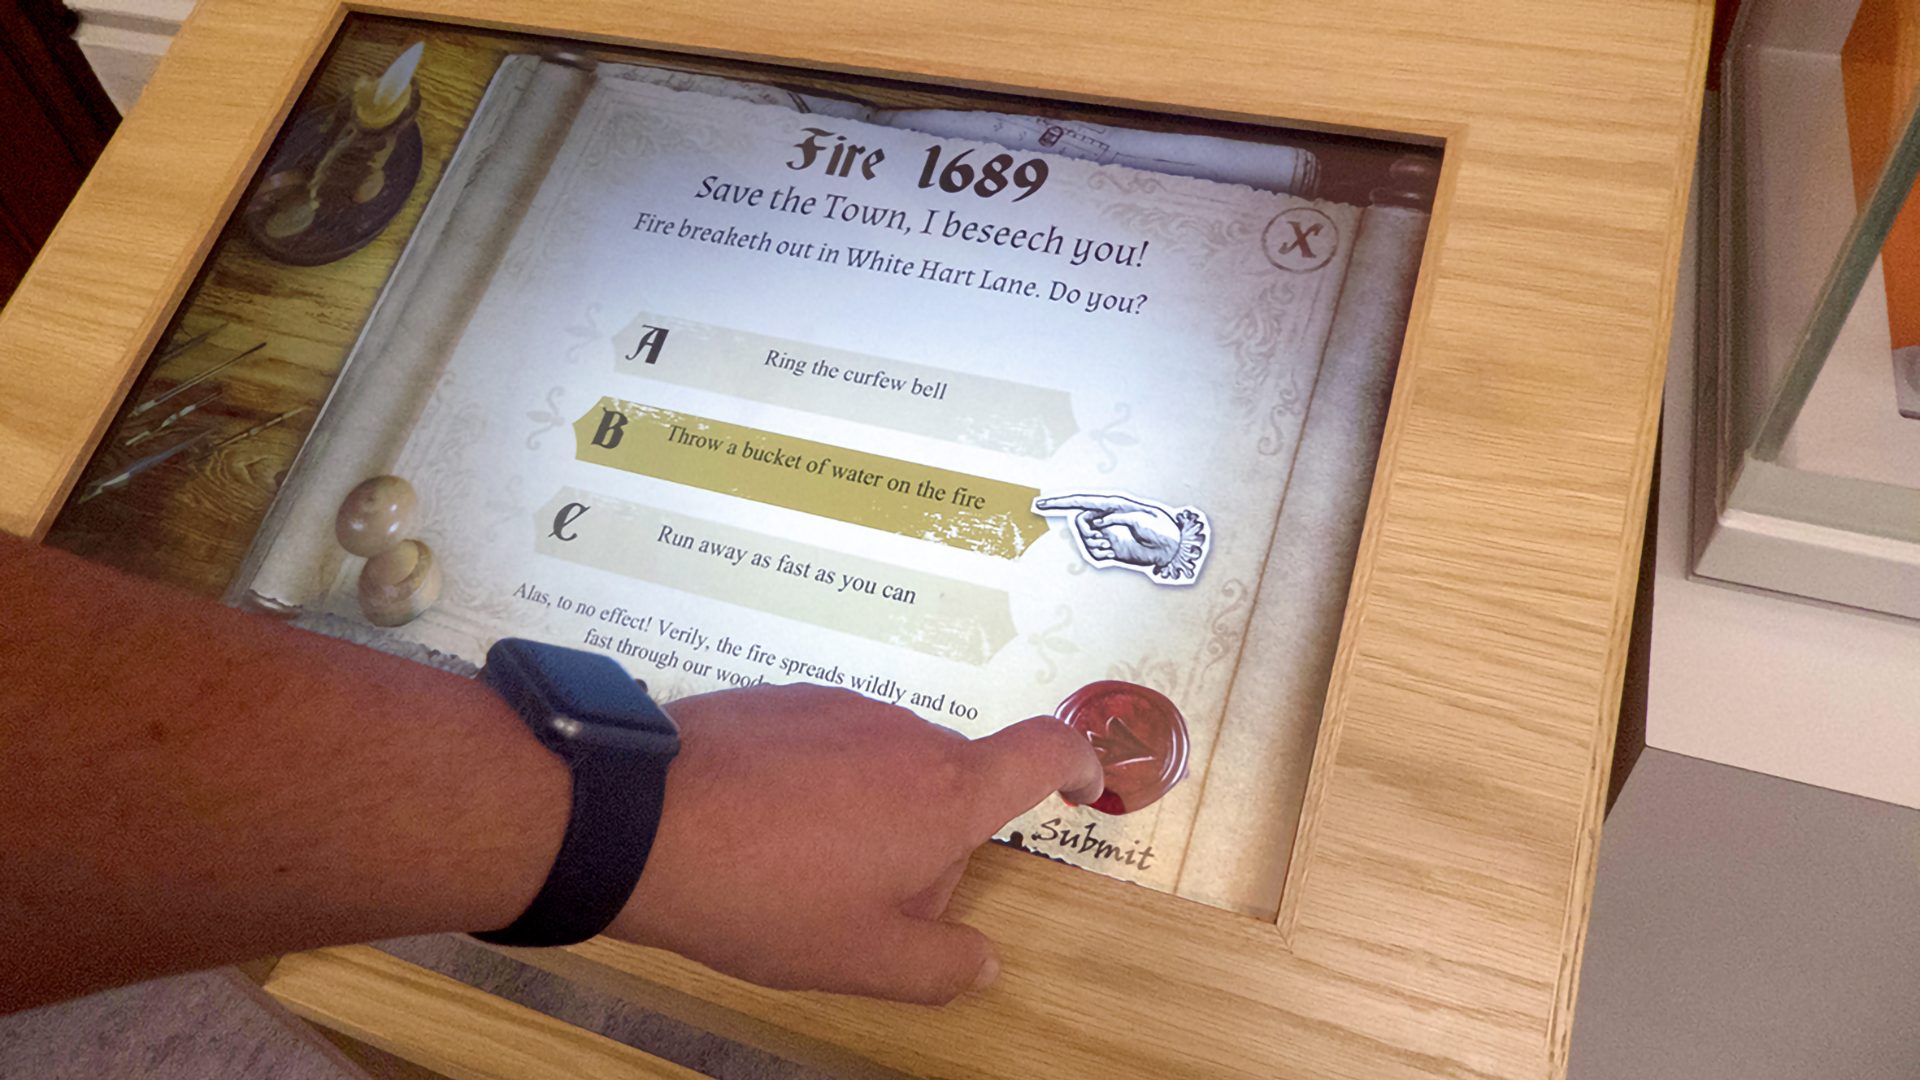 Fire 1689
Save the Town, I beseech you!
Fire breaketh out in White Hart Lane. Do you?
X
A Ring the curfew bell
B Throw a bucket of water on the fire
C Run away as fast as you can
Alas, to no effect! Verily, the fire spreads wildly and too
fast through our
Submit